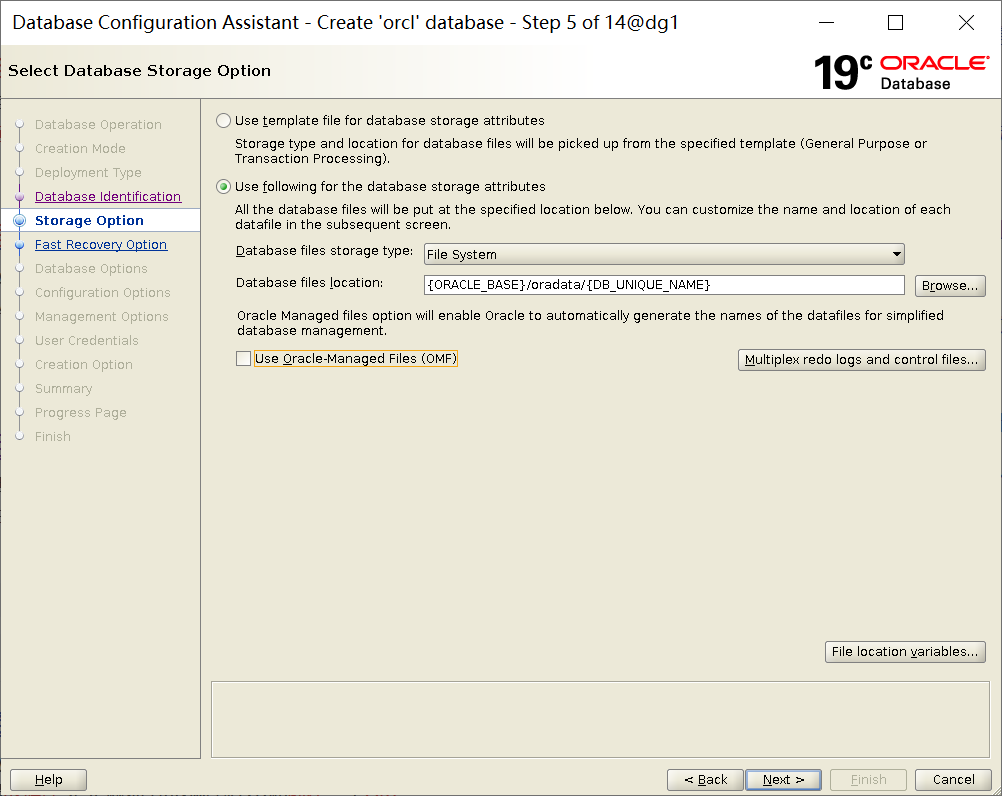 Database Configuration Assistant - Create 'orcl' database - Step 5 of 14@dg1
Select Database Storage Option
19c ORACLE
Database
Database Operation
Creation Mode
Deployment Type
Database Identification
Storage Option
Fast Recovery Option
Database Options
Configuration Options
Management Options
User Credentials
Creation Option
Summary
Progress Page
Finish
Use template file for database storage attributes
Storage type and location for database files will be picked up from the specified template (General Purpose or
Transaction Processing).
Use following for the database storage attributes
All the database files will be put at the specified location below. You can customize the name and location of each
datafile in the subsequent screen.
Database files storage type: File System
Database files location: {ORACLE_BASE}/oradata/{DB_UNIQUE_NAME} Browse...
Oracle Managed files option will enable Oracle to automatically generate the names of the datafiles for simplified
database management.
Use Oracle-Managed Files (OMF) Multiplex redo logs and control files...
File location variables...
Help < Back Next > Finish Cancel